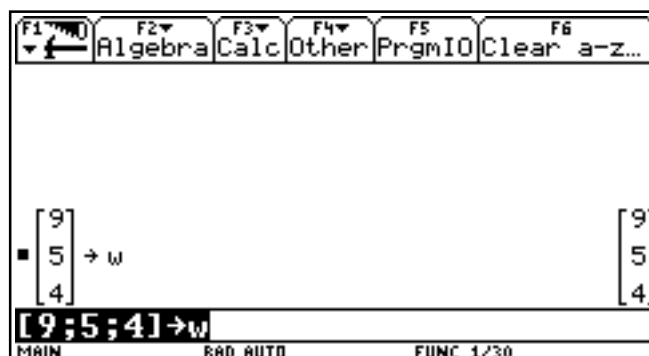 F1 F2 Algebra F3 Calc F4 Other F5 PrgmIO F6 Clear a-z…
[9
5
4] → w
[9
5
4
[9;5;4]→w
MAIN RAD AUTO FUNC 1/30